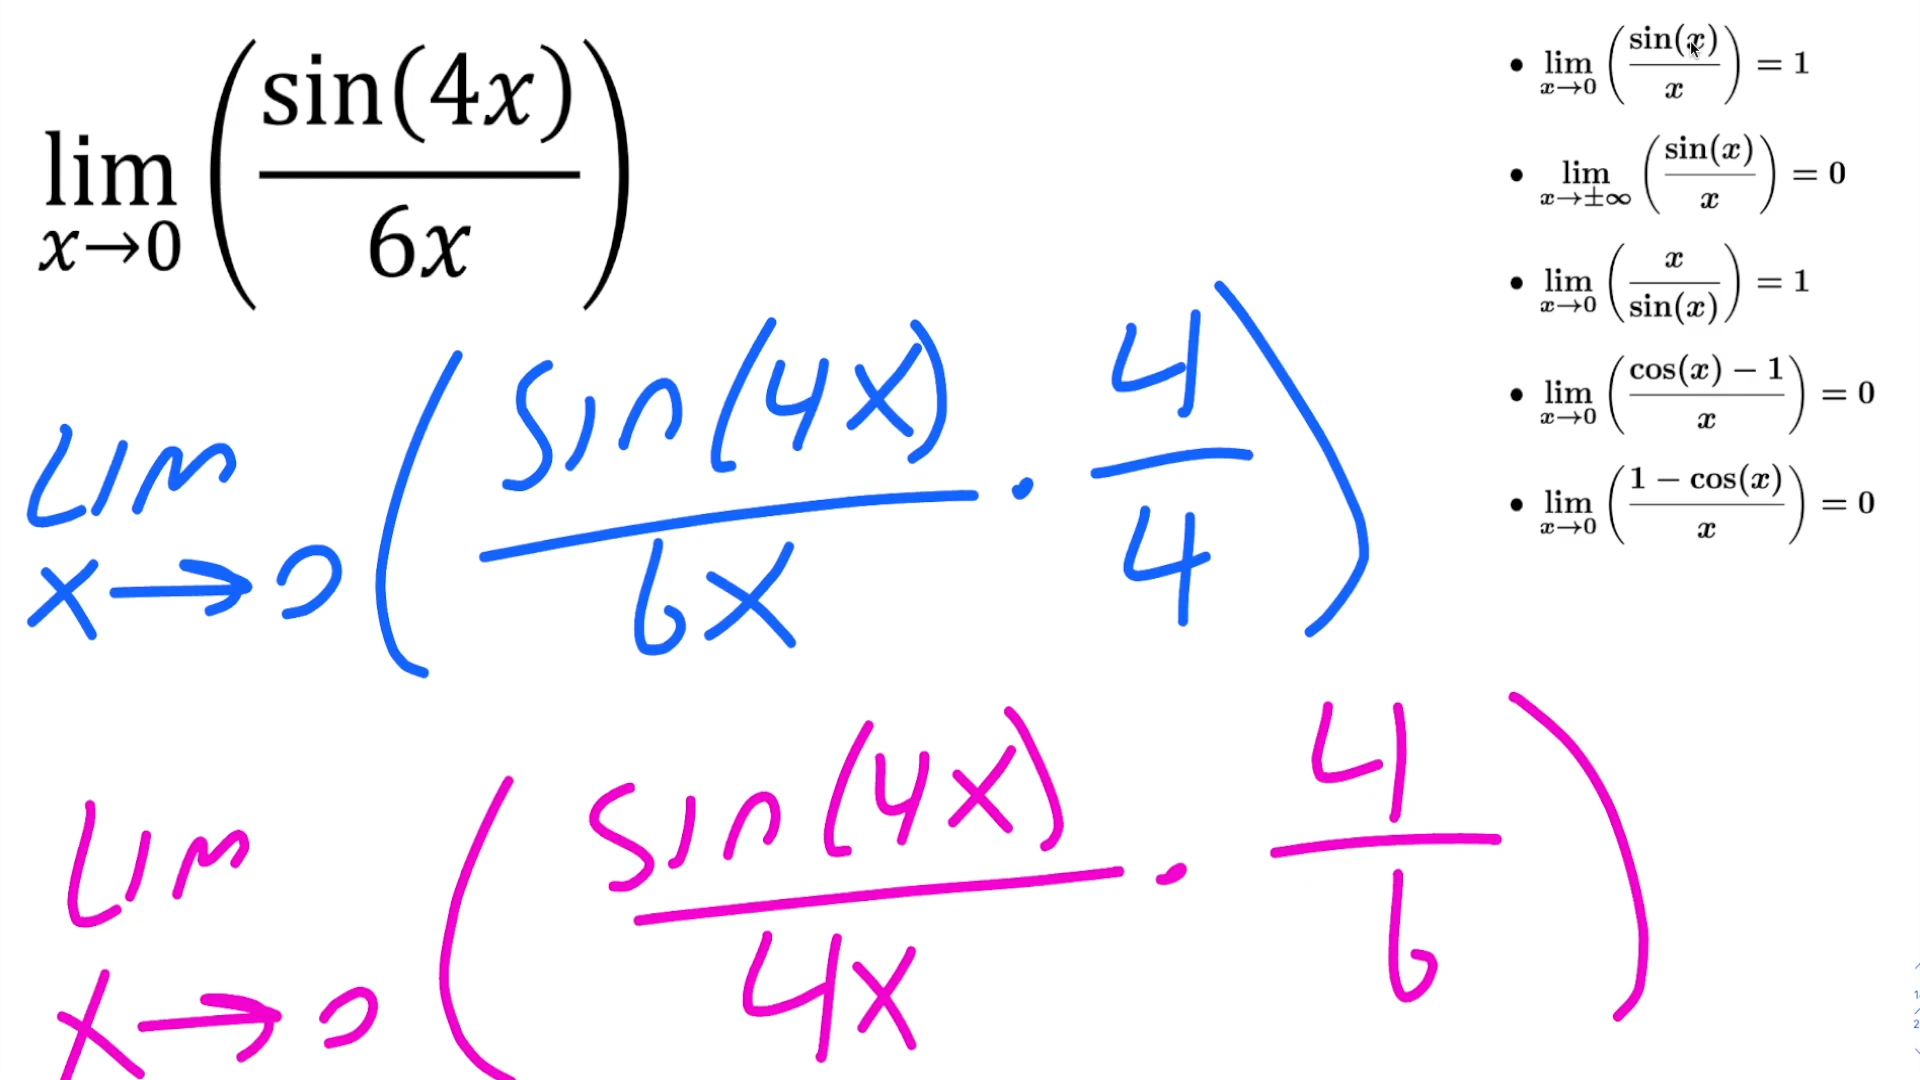 lim x→0 (sin(4x)/6x)
LIM x→0 (sin(4x)/6x · 4/4)
LIM x→0 (sin(4x)/4x · 4/6)
• lim x→0 (sin(x)/x) = 1
• lim x→±∞ (sin(x)/x) = 0
• lim x→0 (x/sin(x)) = 1
• lim x→0 (cos(x) − 1/x) = 0
• lim x→0 (1 − cos(x)/x) = 0